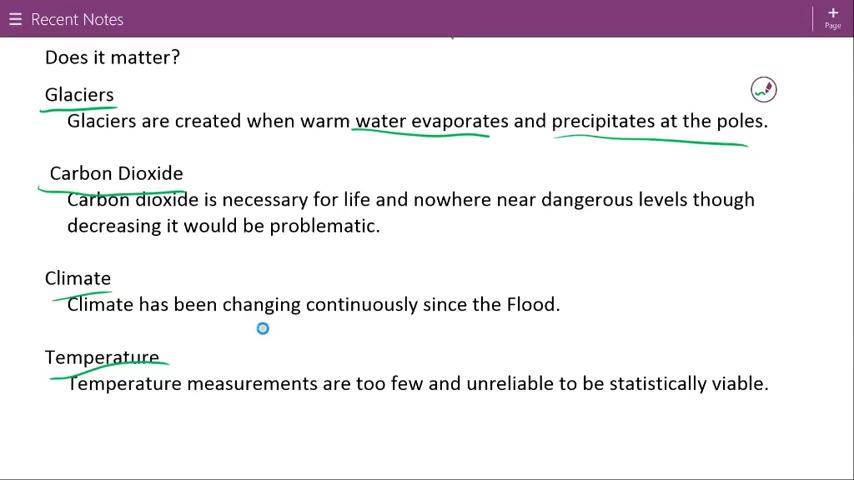 Recent Notes
Page
Does it matter?
Glaciers
Glaciers are created when warm water evaporates and precipitates at the poles.
Carbon Dioxide
Carbon dioxide is necessary for life and nowhere near dangerous levels though
decreasing it would be problematic.
Climate
Climate has been changing continuously since the Flood.
Temperature
Temperature measurements are too few and unreliable to be statistically viable.